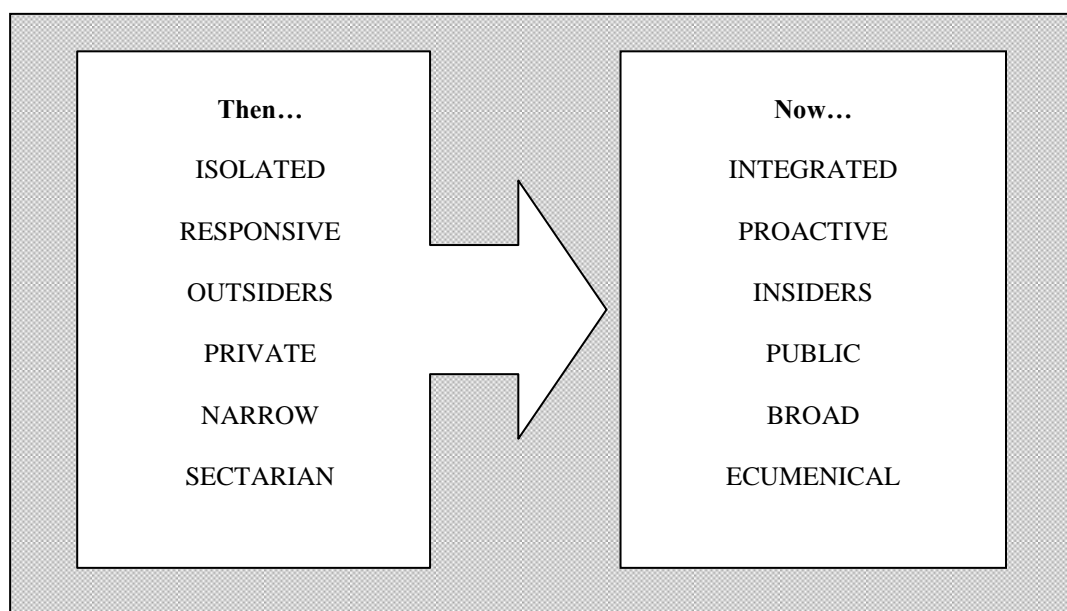 Then…
ISOLATED
RESPONSIVE
OUTSIDERS
PRIVATE
NARROW
SECTARIAN
Now…
INTEGRATED
PROACTIVE
INSIDERS
PUBLIC
BROAD
ECUMENICAL